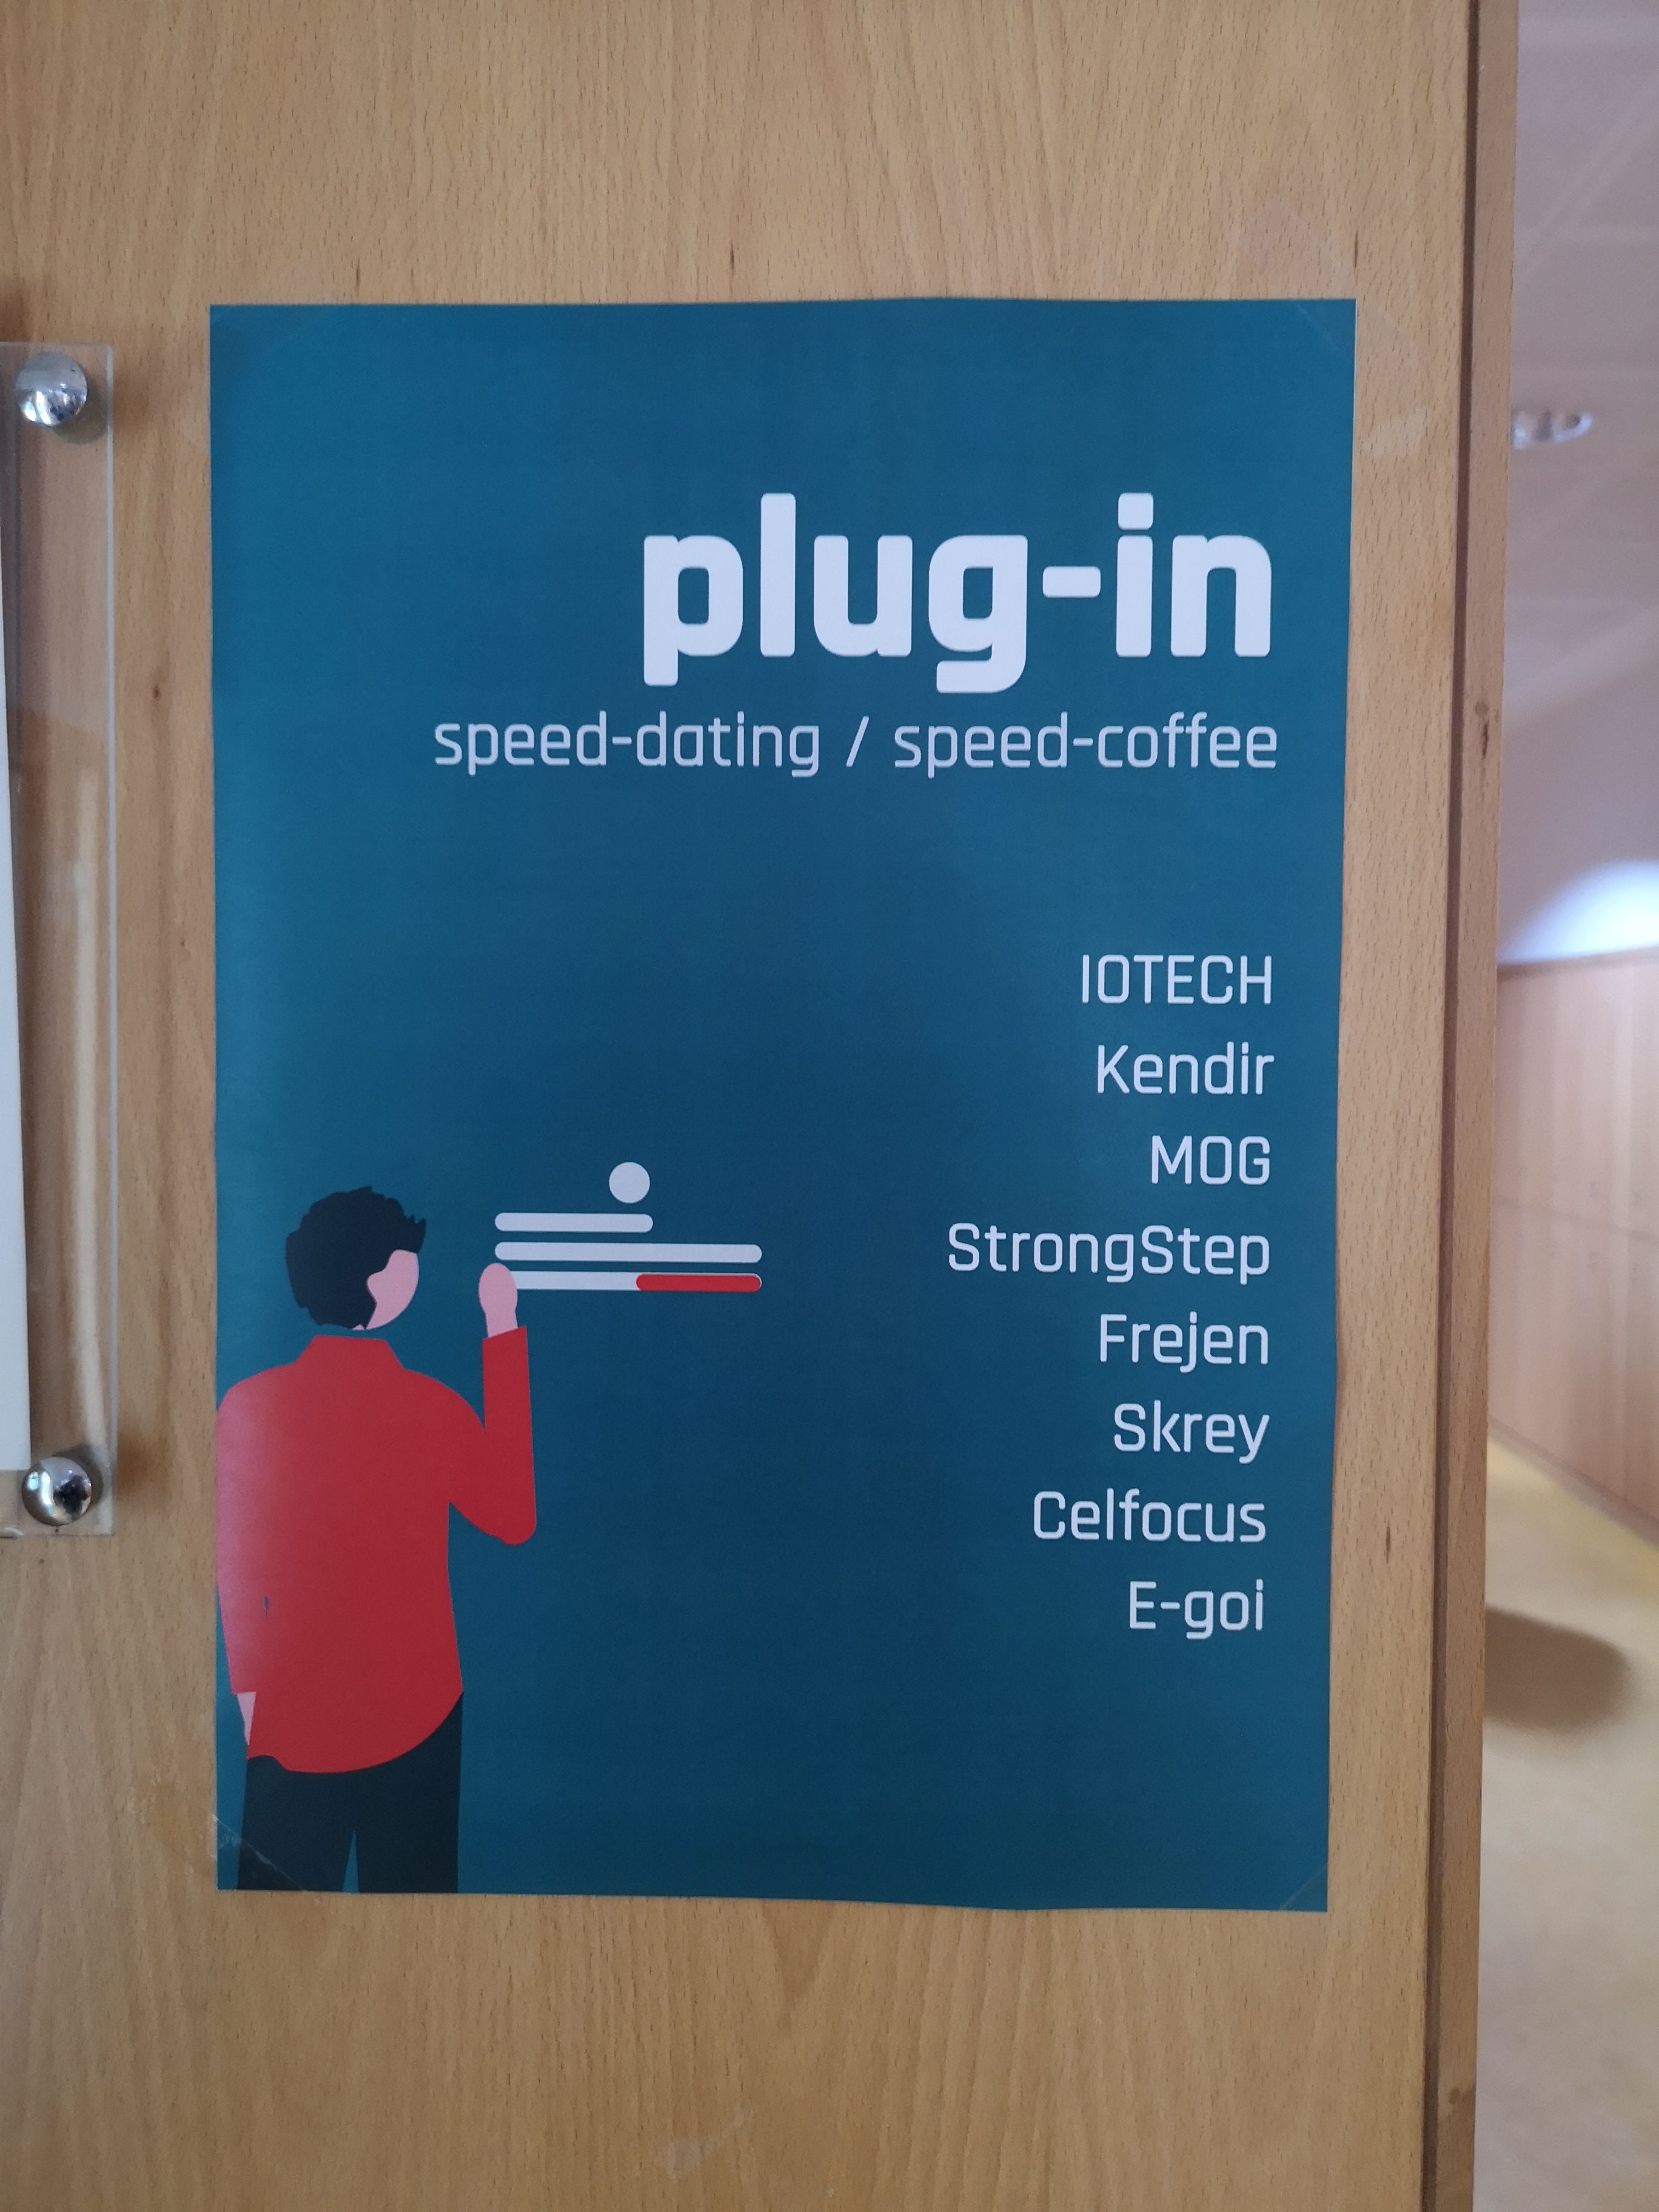 plug-in
speed-dating / speed-coffee
IOTECH
Kendir
MOG
StrongStep
Frejen
Skrey
Celfocus
E-goi